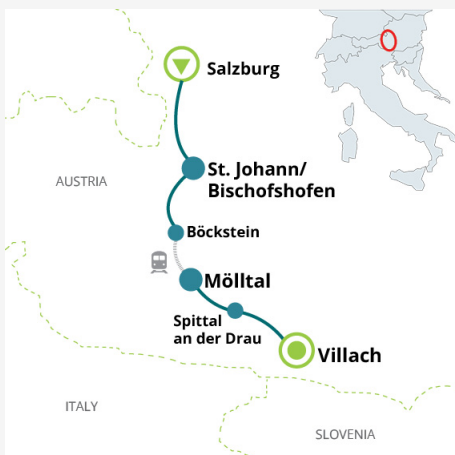 Salzburg
St. Johann/
Bischofshofen
AUSTRIA
Böckstein
Mölltal
Spittal
an der Drau
Villach
ITALY
SLOVENIA